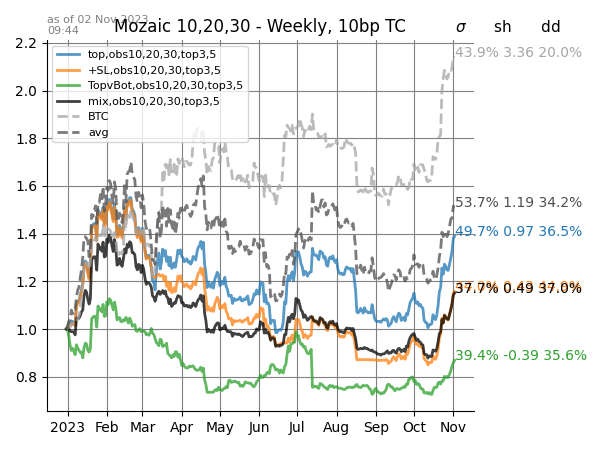 as of 02 Nov 2023
09:44
Mozaic 10,20,30 - Weekly, 10bp TC
σ sh dd
top,obs10,20,30,top3,5
+SL,obs10,20,30,top3,5
TopvBot,obs10,20,30,top3,5
mix,obs10,20,30,top3,5
BTC
avg
43.9% 3.36 20.0%
53.7% 1.19 34.2%
49.7% 0.97 36.5%
37.7% 0.49 37.0%
39.4% -0.39 35.6%
2.2
2.0
1.8
1.6
1.4
1.2
1.0
0.8
2023 Feb Mar Apr May Jun Jul Aug Sep Oct Nov